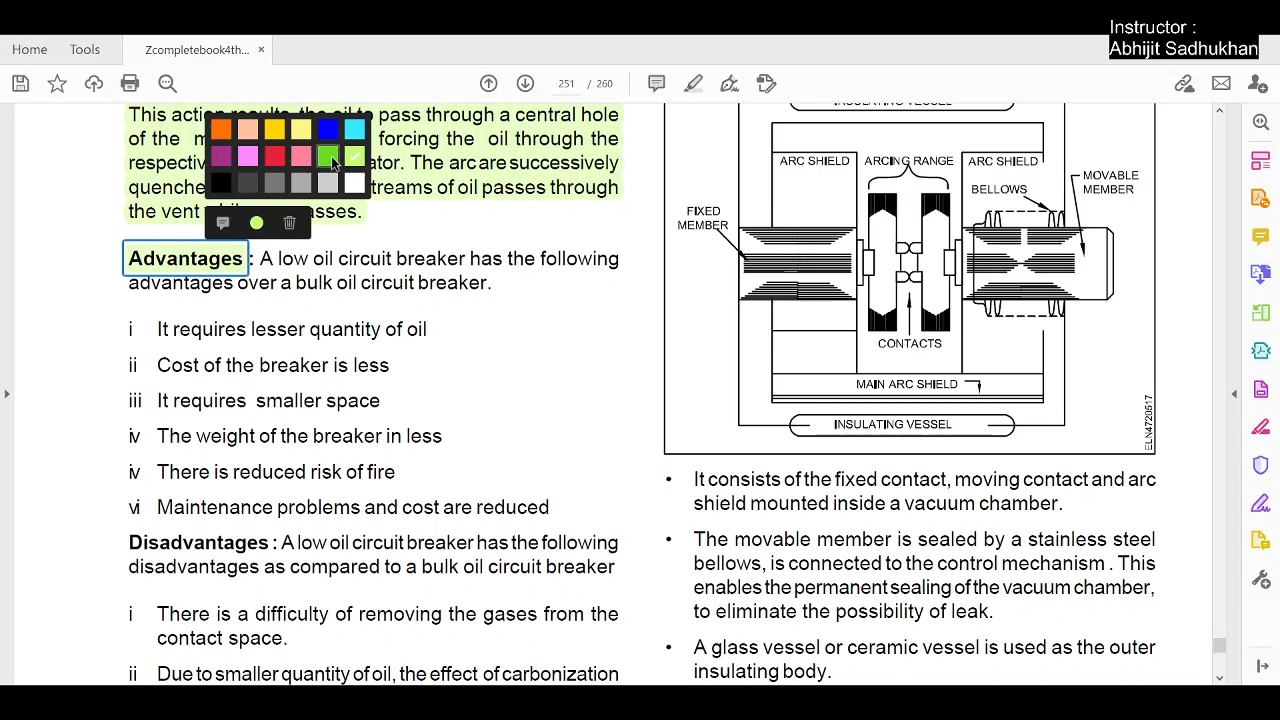 Instructor :
Abhijit Sadhukhan
Home
Tools
Zcompletebook4th...
×
251 / 260
This action results the oil to pass through a central hole
of the m forcing the oil through the
respectiv ator. The arc are successively
quenche treams of oil passes through
the vent passes.
Advantages : A low oil circuit breaker has the following
advantages over a bulk oil circuit breaker.
i It requires lesser quantity of oil
ii Cost of the breaker is less
iii It requires smaller space
iv The weight of the breaker in less
iv There is reduced risk of fire
vi Maintenance problems and cost are reduced
Disadvantages : A low oil circuit breaker has the following
disadvantages as compared to a bulk oil circuit breaker
i There is a difficulty of removing the gases from the
contact space.
ii Due to smaller quantity of oil, the effect of carbonization
INSULATING VESSEL
ARC SHIELD
ARCING RANGE
ARC SHIELD
BELLOWS
MOVABLE
MEMBER
FIXED
MEMBER
CONTACTS
MAIN ARC SHIELD
INSULATING VESSEL
ELN4720517
• It consists of the fixed contact, moving contact and arc
shield mounted inside a vacuum chamber.
• The movable member is sealed by a stainless steel
bellows, is connected to the control mechanism . This
enables the permanent sealing of the vacuum chamber,
to eliminate the possibility of leak.
• A glass vessel or ceramic vessel is used as the outer
insulating body.